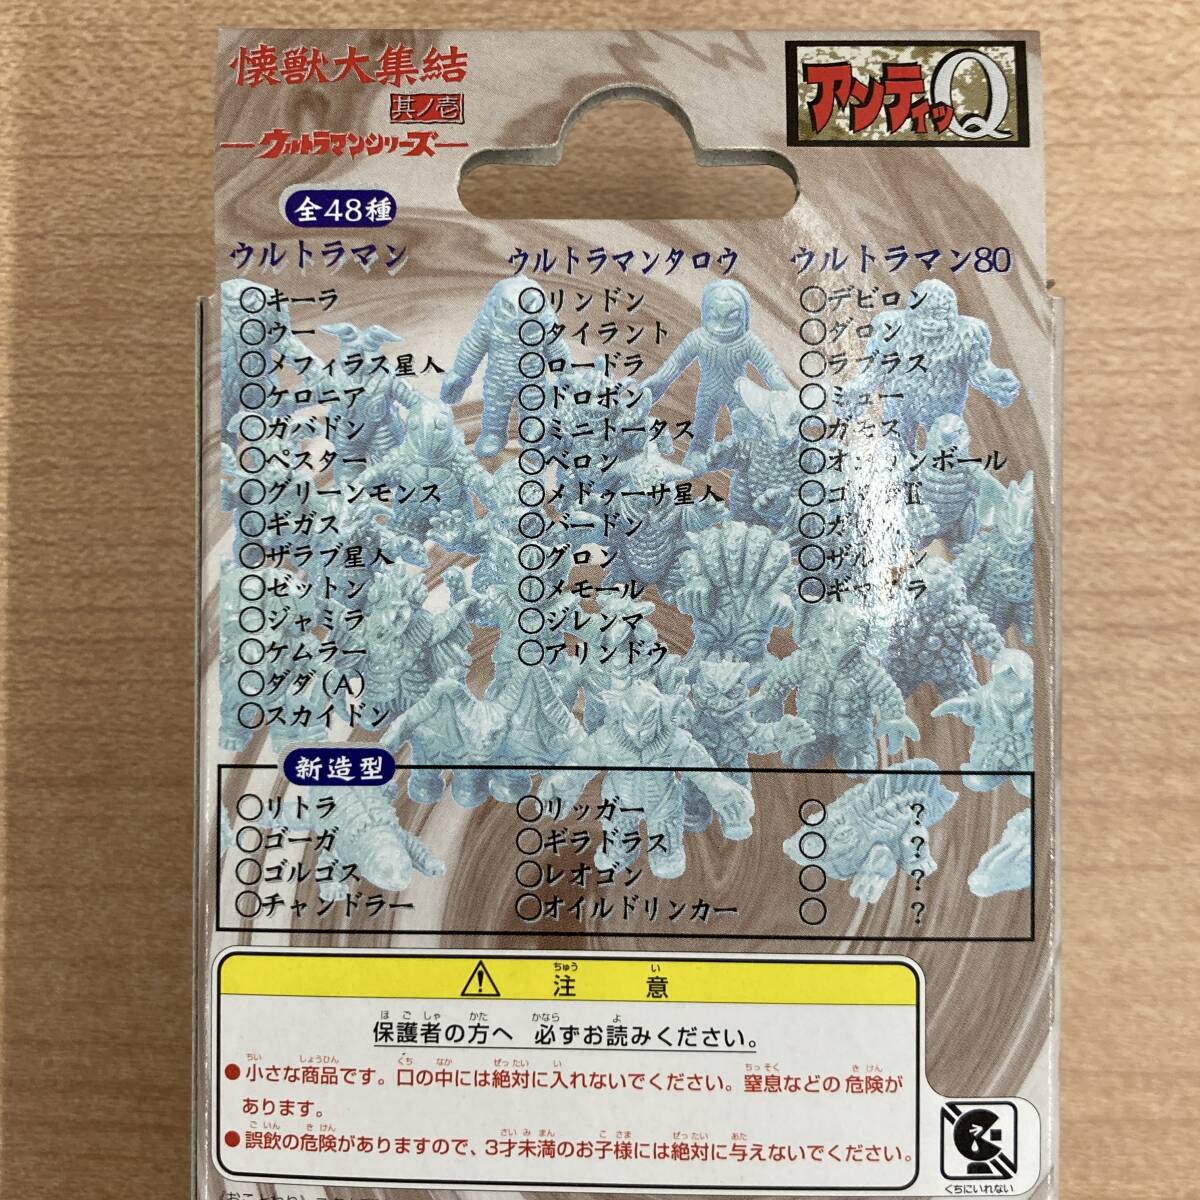 懐獣大集結
其ノ壱
ウルトラマンシリーズ
アンティックQ
全48種
ウルトラマン
○キーラ
○ウー
○メフィラス星人
○ケロニア
○ガバドン
○ペスター
○グリーンモンス
○ギガス
○ザラブ星人
○ゼットン
○ジャミラ
○ケムラー
○ダダ(A)
○スカイドン
ウルトラマンタロウ
○リンドン
○タイラント
○ロードラ
○ドロボン
○ミニトータス
○ベロン
○メドゥーサ星人
○バードン
○グロン
○メモール
○ジレンマ
○アリンドウ
ウルトラマン80
○デビロン
○ダロン
○ラブラス
○ミュー
○ガモス
ボール
新造型
○リトラ
○ゴーガ
○ゴルゴス
○チャンドラー
○リッガー
○ギラドラス
○レオゴン
○オイルドリンカー
○ ?
○ ?
○ ?
○ ?
注意
保護者の方へ 必ずお読みください。
●小さな商品です。口の中には絶対に入れないでください。窒息などの危険が
あります。
●誤飲の危険がありますので、3才未満のお子様には絶対に与えないでください。
くちにいれない